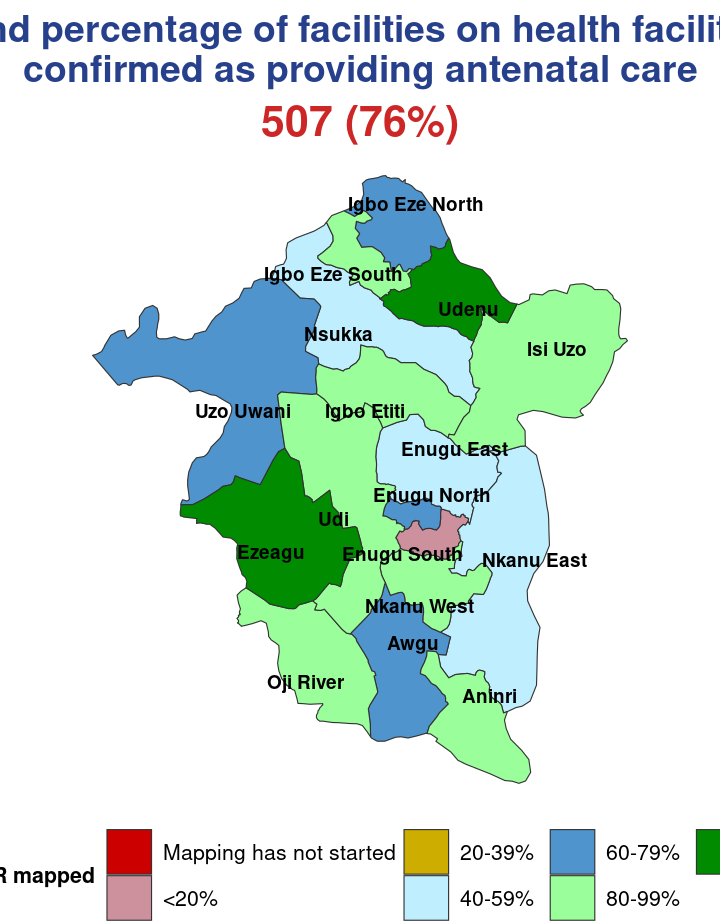 nd percentage of facilities on health facilit
confirmed as providing antenatal care
507 (76%)
Igbo Eze North
Igbo Eze South
Udenu
Nsukka
Isi Uzo
Uzo Uwani
Igbo Etiti
Enugu East
Enugu North
Udi
Ezeagu
Enugu South
Nkanu East
Nkanu West
Awgu
Oji River
Aninri
R mapped
Mapping has not started
20-39%
60-79%
<20%
40-59%
80-99%